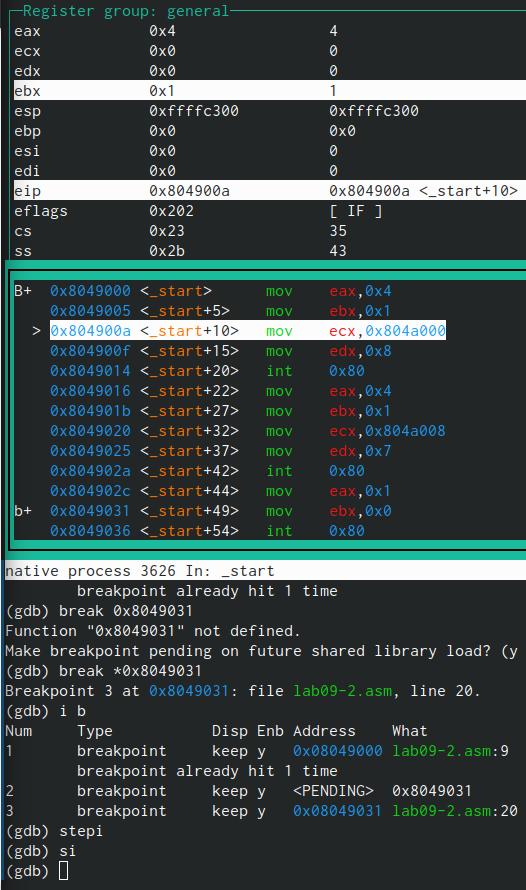 Register group: general
eax 0x4 4
ecx 0x0 0
edx 0x0 0
ebx 0x1 1
esp 0xffffc300 0xffffc300
ebp 0x0 0x0
esi 0x0 0
edi 0x0 0
eip 0x804900a 0x804900a <_start+10>
eflags 0x202 [ IF ]
cs 0x23 35
ss 0x2b 43
B+ 0x8049000 <_start> mov eax,0x4
0x8049005 <_start+5> mov ebx,0x1
> 0x804900a <_start+10> mov ecx,0x804a000
0x804900f <_start+15> mov edx,0x8
0x8049014 <_start+20> int 0x80
0x8049016 <_start+22> mov eax,0x4
0x804901b <_start+27> mov ebx,0x1
0x8049020 <_start+32> mov ecx,0x804a008
0x8049025 <_start+37> mov edx,0x7
0x804902a <_start+42> int 0x80
0x804902c <_start+44> mov eax,0x1
b+ 0x8049031 <_start+49> mov ebx,0x0
0x8049036 <_start+54> int 0x80
native process 3626 In: _start
breakpoint already hit 1 time
(gdb) break 0x8049031
Function "0x8049031" not defined.
Make breakpoint pending on future shared library load? (y
(gdb) break *0x8049031
Breakpoint 3 at 0x8049031: file lab09-2.asm, line 20.
(gdb) i b
Num Type Disp Enb Address What
1 breakpoint keep y 0x08049000 lab09-2.asm:9
breakpoint already hit 1 time
2 breakpoint keep y <PENDING> 0x8049031
3 breakpoint keep y 0x08049031 lab09-2.asm:20
(gdb) stepi
(gdb) si
(gdb)